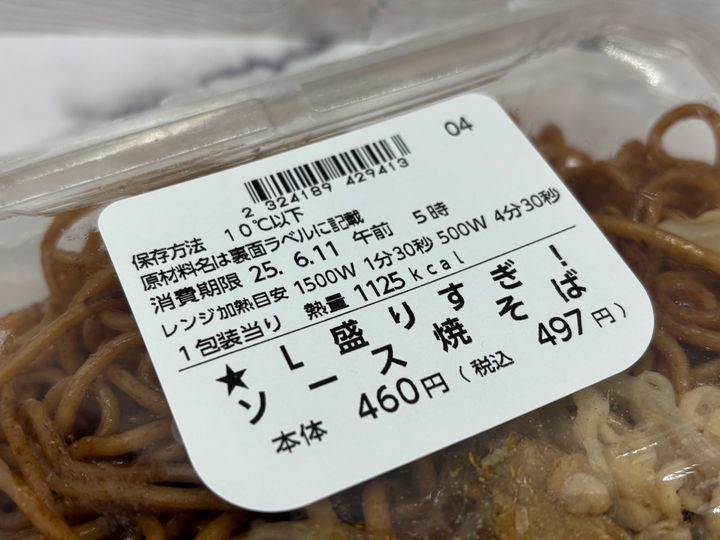 04
2 324189 429413
保存方法 10℃以下
原材料名は裏面ラベルに記載
消費期限 25. 6.11 午前 5時
レンジ加熱目安 1500W 1分30秒 500W 4分30秒
1包装当り 熱量 1125kcal
★L盛りすぎ!
ソース焼そば
本体 460円(税込 497円)